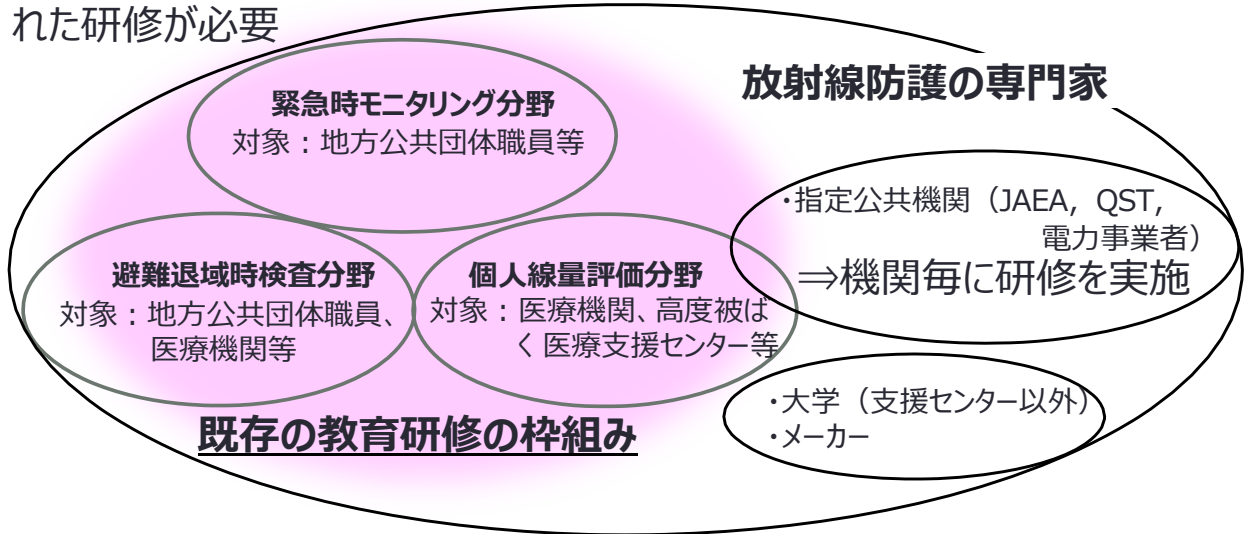 れた研修が必要
放射線防護の専門家
緊急時モニタリング分野
対象：地方公共団体職員等
・指定公共機関（JAEA, QST,
電力事業者）
⇒機関毎に研修を実施
避難退域時検査分野
対象：地方公共団体職員、
医療機関等
個人線量評価分野
対象：医療機関、高度被ば
く医療支援センター等
・大学（支援センター以外）
・メーカー
既存の教育研修の枠組み